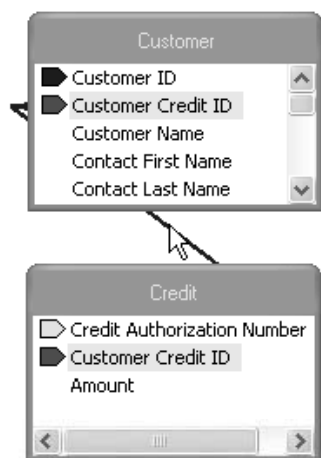 Customer
Customer ID
Customer Credit ID
Customer Name
Contact First Name
Contact Last Name
Credit
Credit Authorization Number
Customer Credit ID
Amount